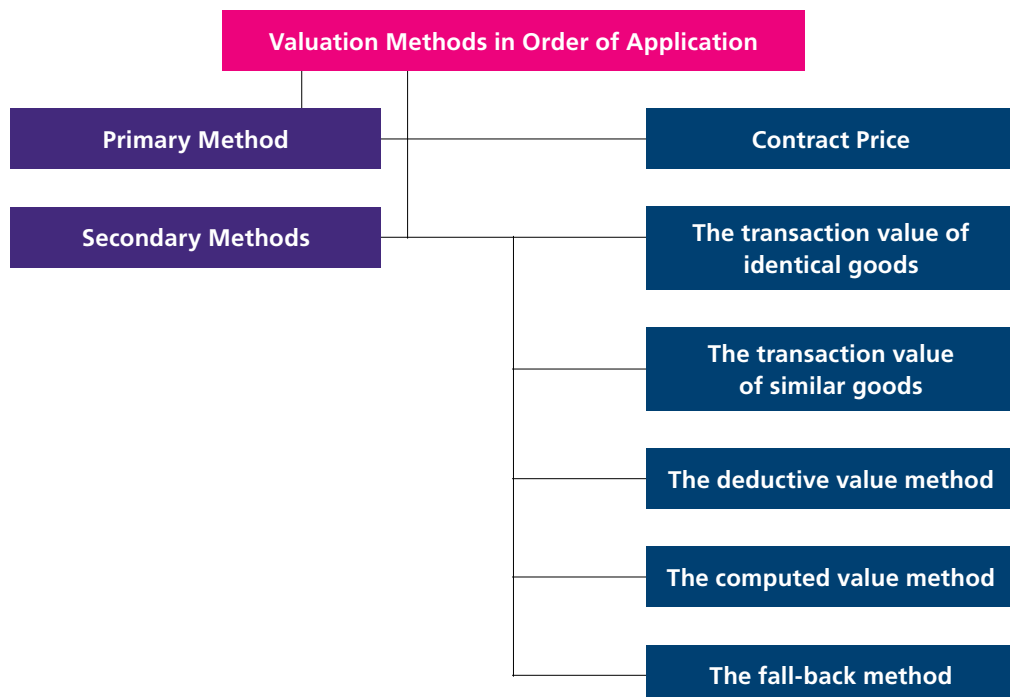 Valuation Methods in Order of Application
Primary Method
Contract Price
Secondary Methods
The transaction value of
identical goods
The transaction value
of similar goods
The deductive value method
The computed value method
The fall-back method